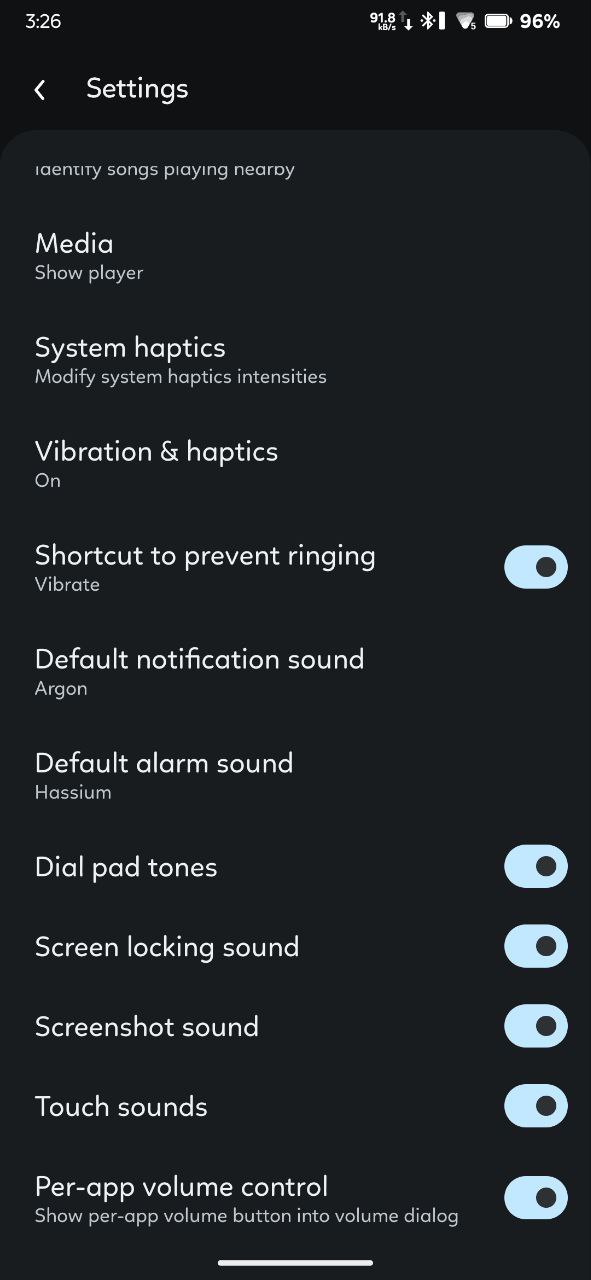 3:26
91.8 kB/s 5 96%
Settings
Identify songs playing nearby
Media
Show player
System haptics
Modify system haptics intensities
Vibration & haptics
On
Shortcut to prevent ringing
Vibrate
Default notification sound
Argon
Default alarm sound
Hassium
Dial pad tones
Screen locking sound
Screenshot sound
Touch sounds
Per-app volume control
Show per-app volume button into volume dialog